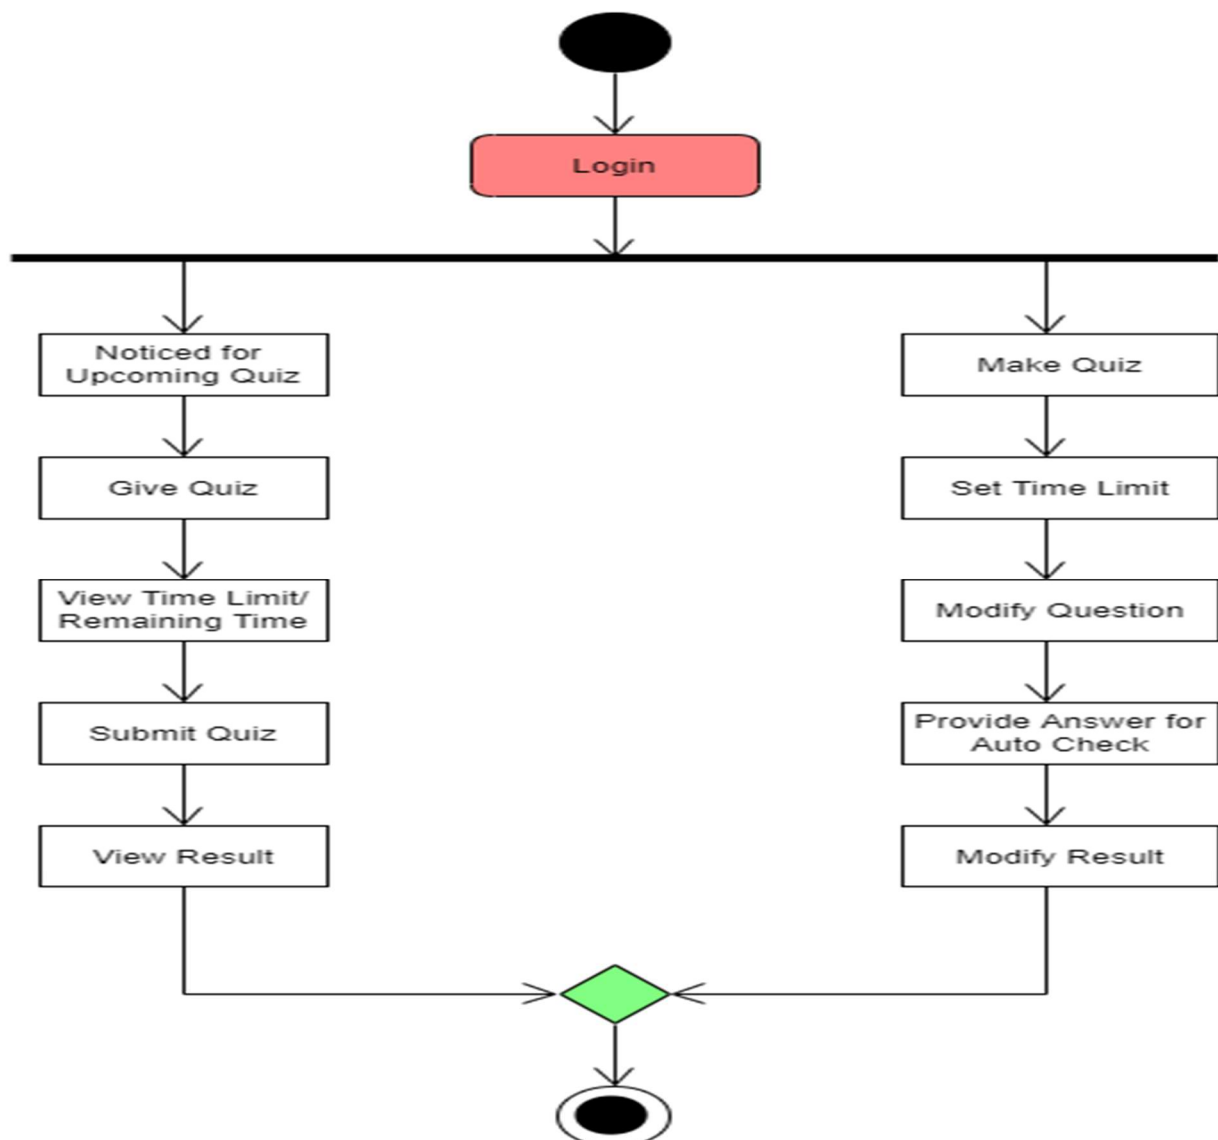 Login
Noticed for
Upcoming Quiz
Make Quiz
Give Quiz
Set Time Limit
View Time Limit/
Remaining Time
Modify Question
Submit Quiz
Provide Answer for
Auto Check
View Result
Modify Result